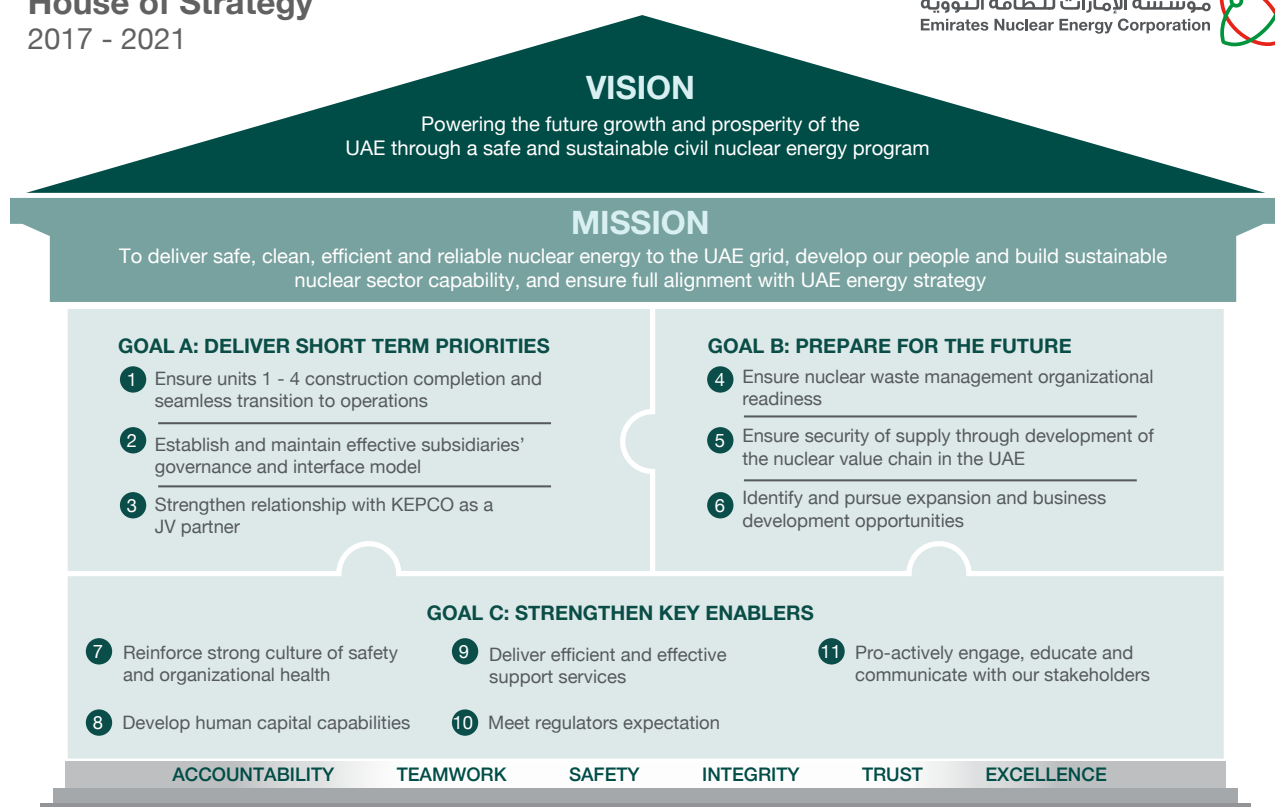 House of Strategy
2017 - 2021
مؤسسة الإمارات للطاقة النووية
Emirates Nuclear Energy Corporation
VISION
Powering the future growth and prosperity of the
UAE through a safe and sustainable civil nuclear energy program
MISSION
To deliver safe, clean, efficient and reliable nuclear energy to the UAE grid, develop our people and build sustainable
nuclear sector capability, and ensure full alignment with UAE energy strategy
GOAL A: DELIVER SHORT TERM PRIORITIES
1 Ensure units 1 - 4 construction completion and
seamless transition to operations
2 Establish and maintain effective subsidiaries’
governance and interface model
3 Strengthen relationship with KEPCO as a
JV partner
GOAL B: PREPARE FOR THE FUTURE
4 Ensure nuclear waste management organizational
readiness
5 Ensure security of supply through development of
the nuclear value chain in the UAE
6 Identify and pursue expansion and business
development opportunities
GOAL C: STRENGTHEN KEY ENABLERS
7 Reinforce strong culture of safety
and organizational health
8 Develop human capital capabilities
9 Deliver efficient and effective
support services
10 Meet regulators expectation
11 Pro-actively engage, educate and
communicate with our stakeholders
ACCOUNTABILITY TEAMWORK SAFETY INTEGRITY TRUST EXCELLENCE